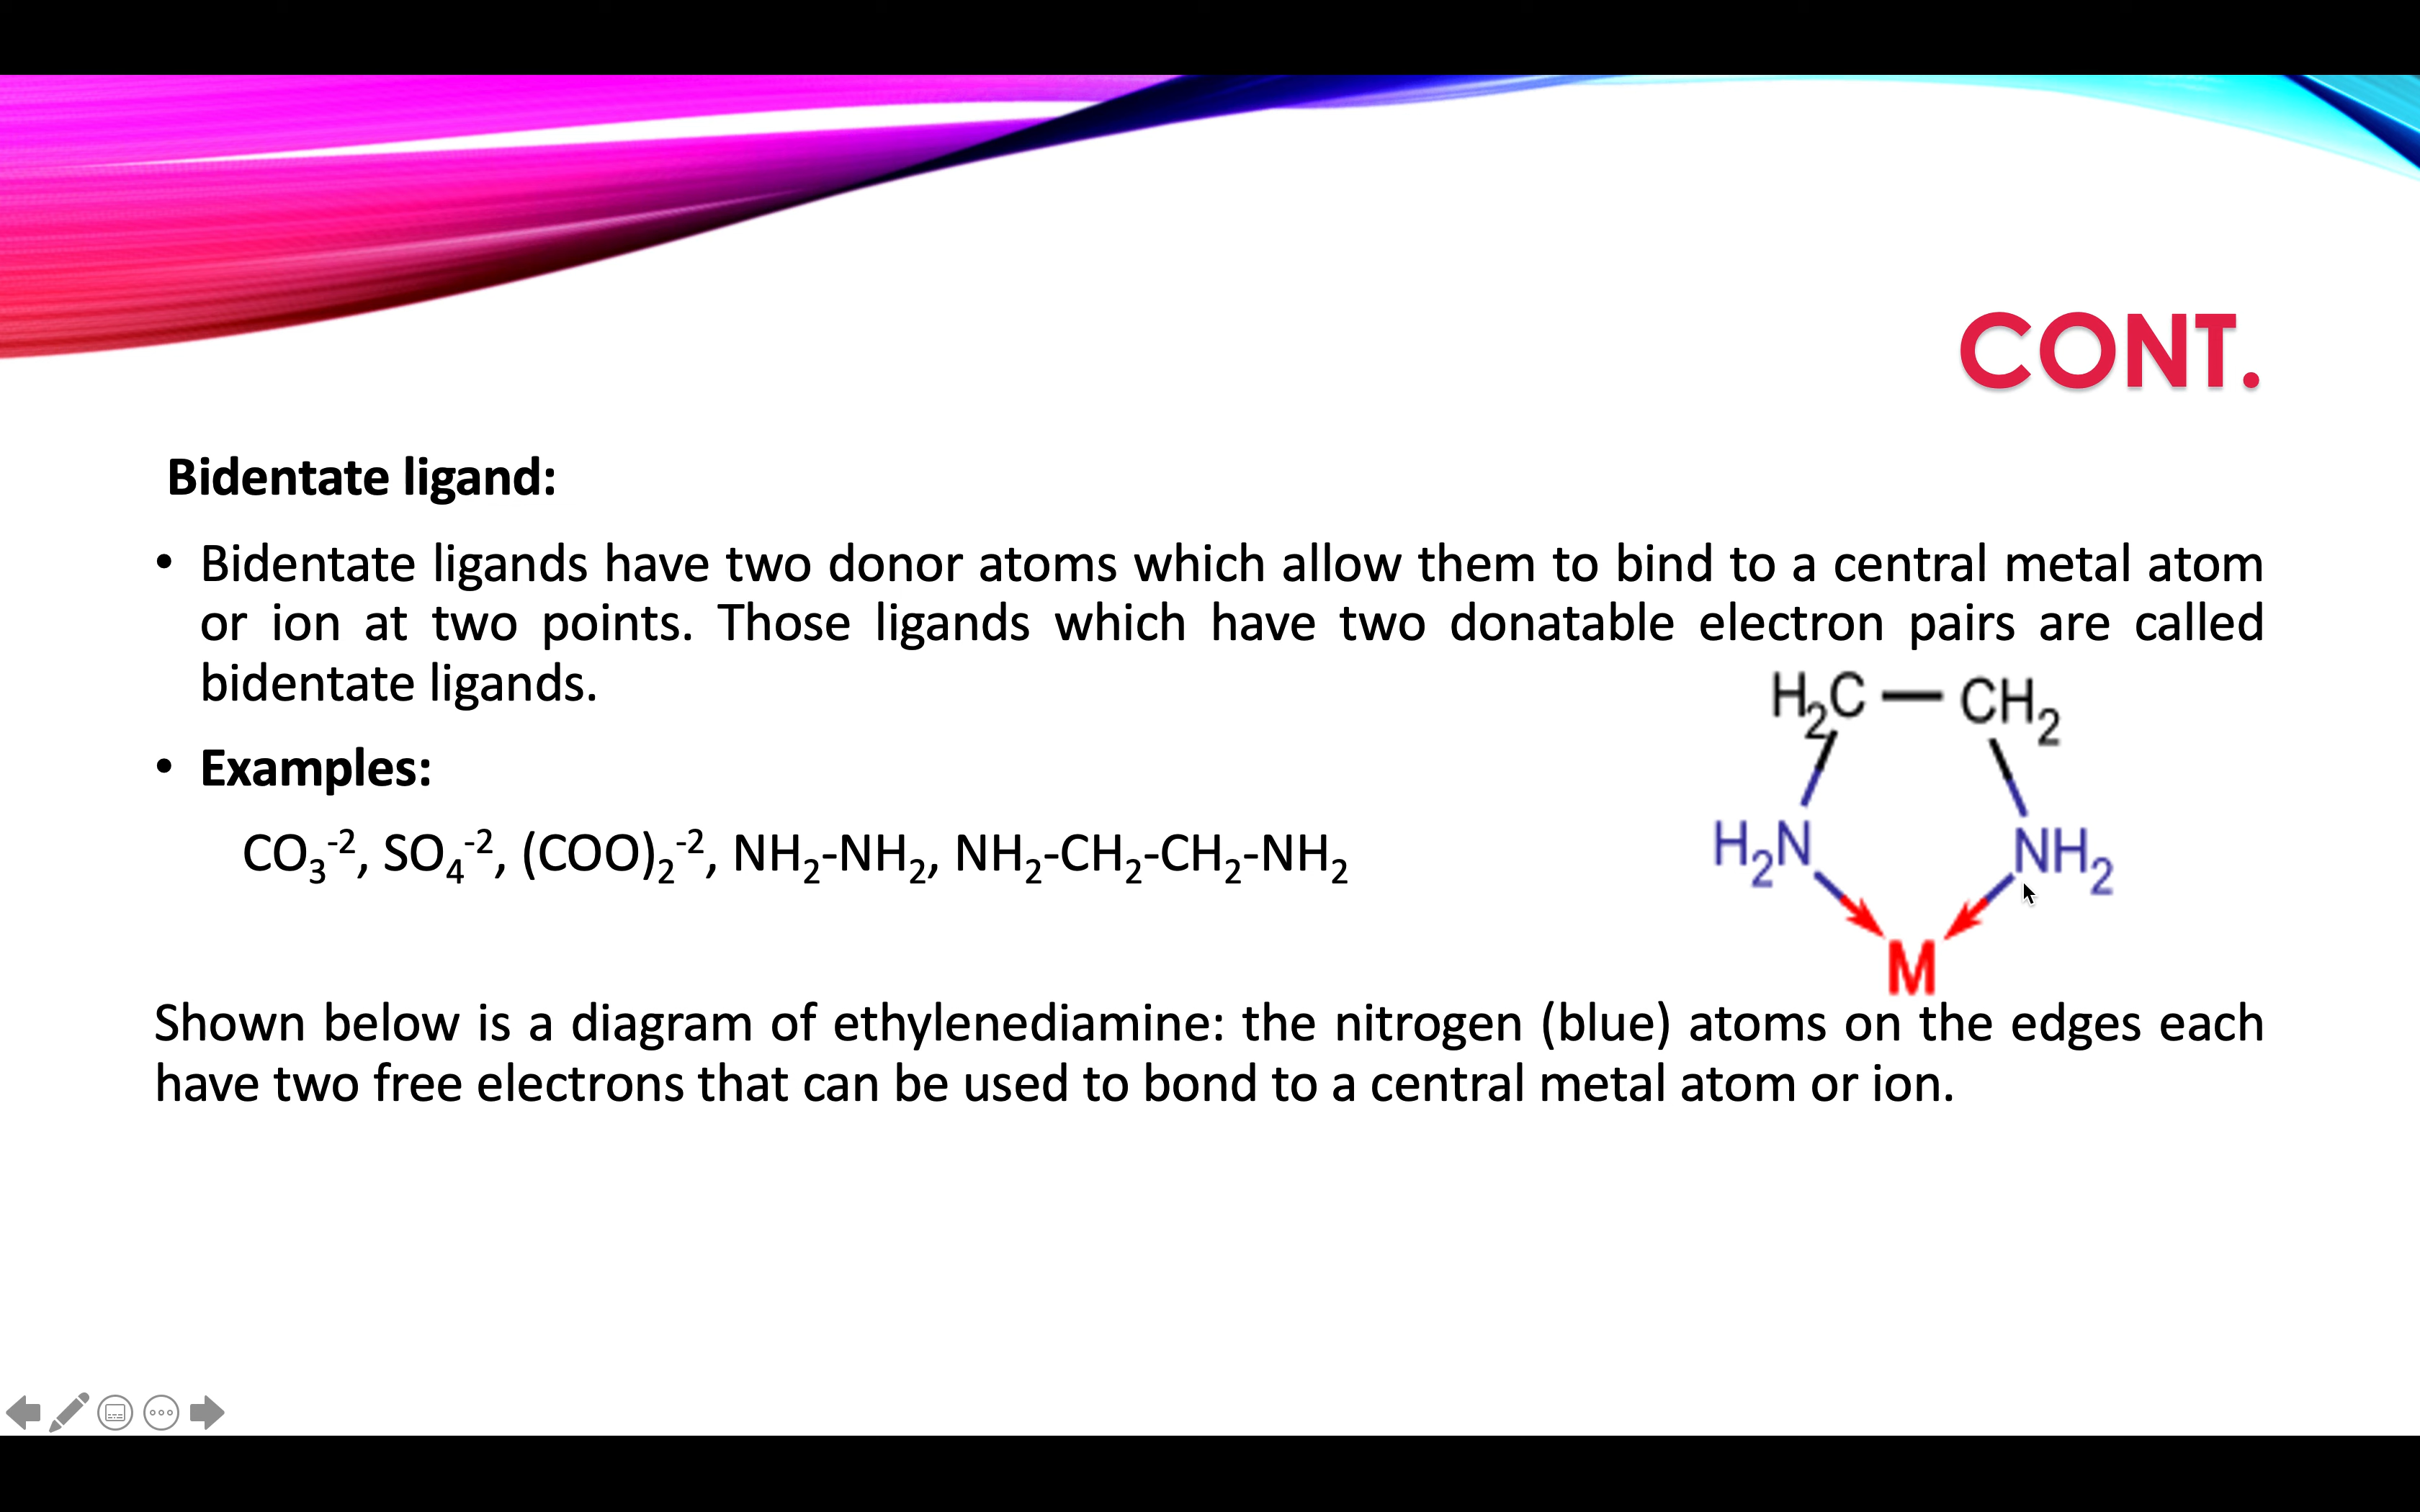 CONT.
Bidentate ligand:
• Bidentate ligands have two donor atoms which allow them to bind to a central metal atom
or ion at two points. Those ligands which have two donatable electron pairs are called
bidentate ligands.
• Examples:
CO₃⁻², SO₄⁻², (COO)₂⁻², NH₂-NH₂, NH₂-CH₂-CH₂-NH₂
H₂C — CH₂
H₂N NH₂
M
Shown below is a diagram of ethylenediamine: the nitrogen (blue) atoms on the edges each
have two free electrons that can be used to bond to a central metal atom or ion.